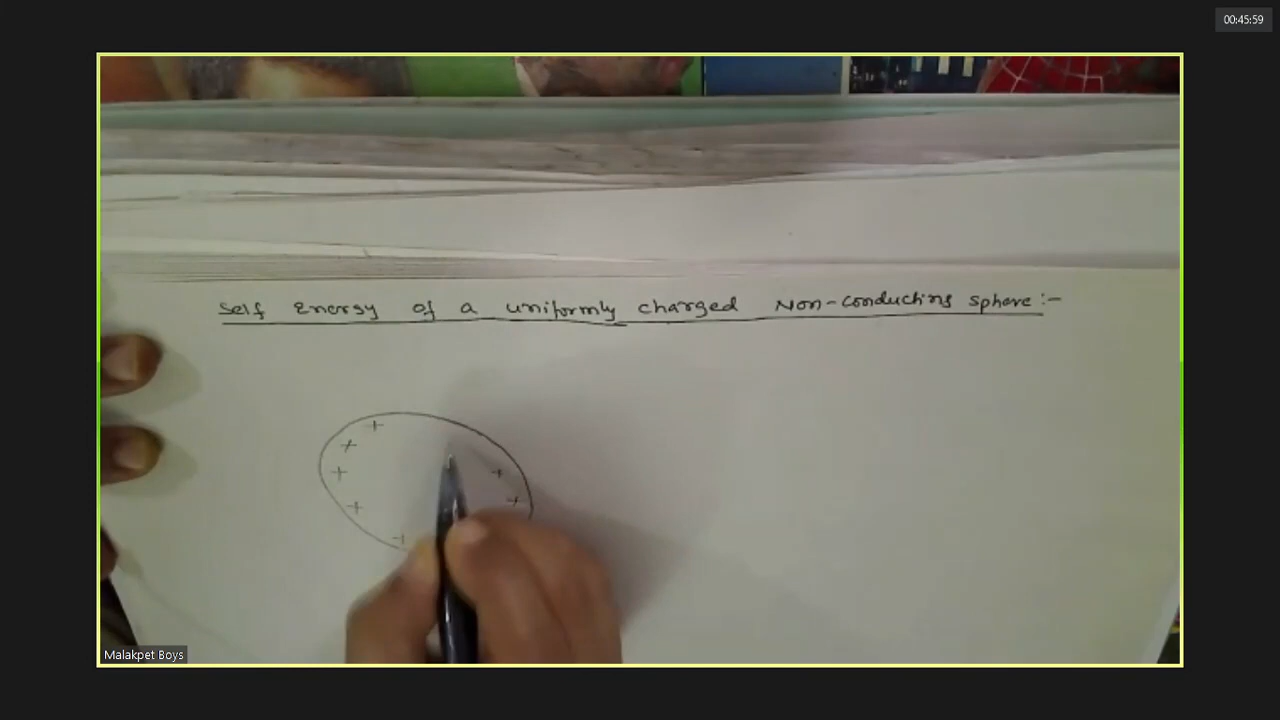 00:45:59
Self Energy of a uniformly charged Non-Conducting sphere :-
+ + + + + + +
Malakpet Boys